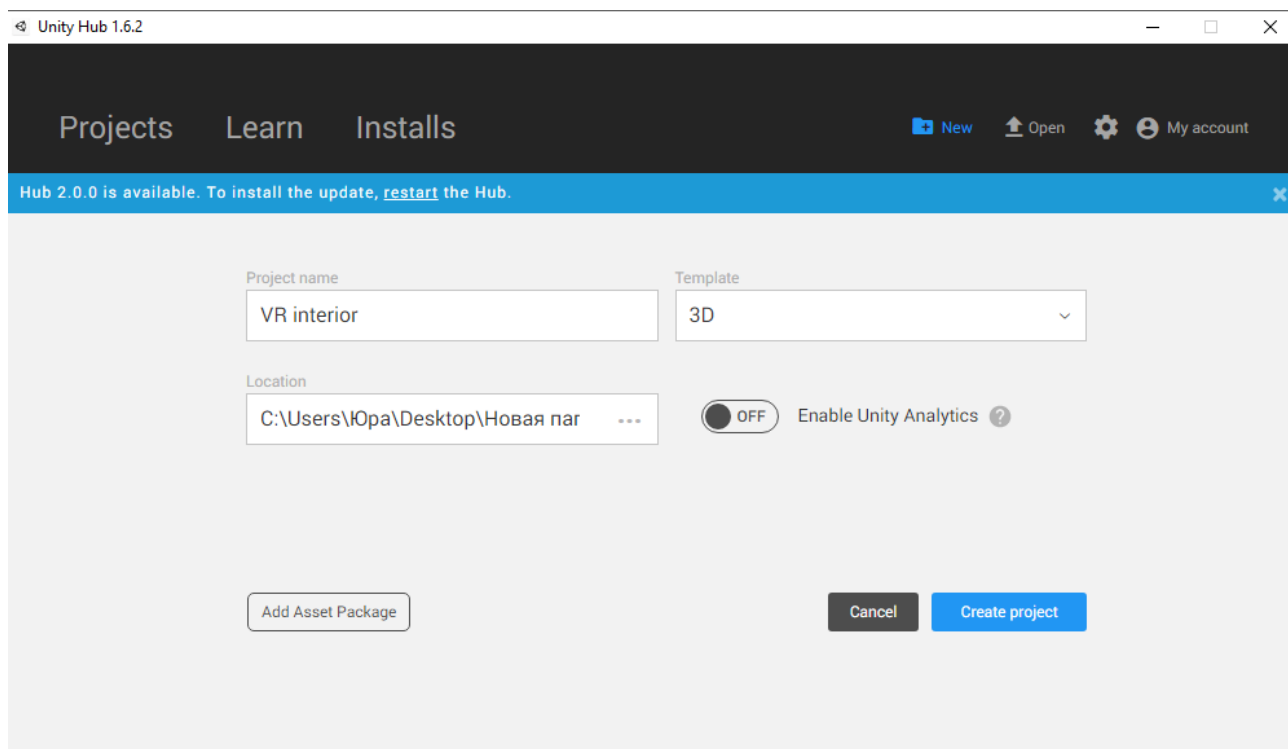 Unity Hub 1.6.2
Projects Learn Installs New Open My account
Hub 2.0.0 is available. To install the update, restart the Hub.
Project name Template
VR interior 3D
Location
C:\Users\Юра\Desktop\Новая паг ... OFF Enable Unity Analytics ?
Add Asset Package Cancel Create project